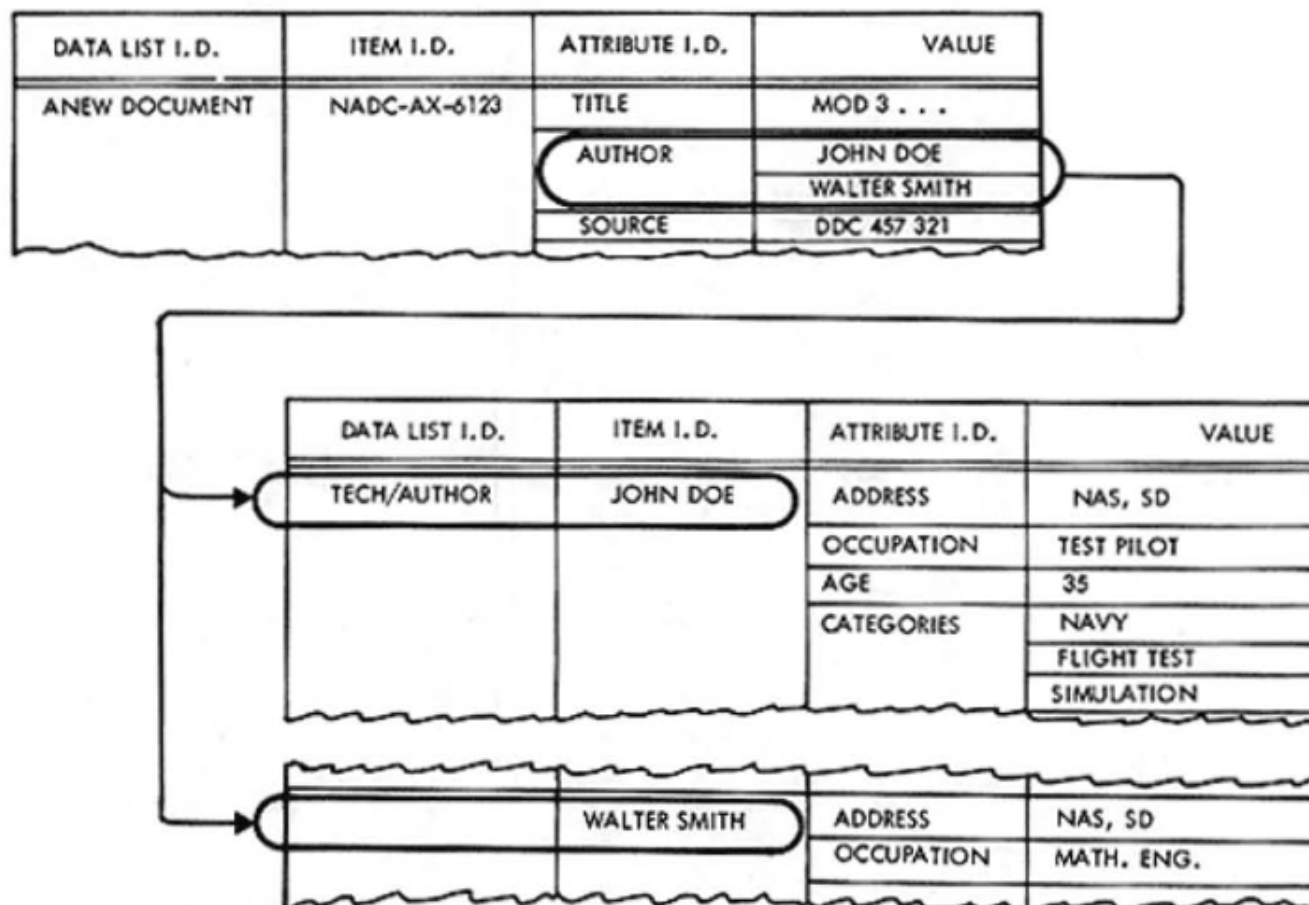 DATA LIST I.D. ITEM I.D. ATTRIBUTE I.D. VALUE
ANEW DOCUMENT NADC-AX-6123 TITLE MOD 3 . . .
AUTHOR JOHN DOE
WALTER SMITH
SOURCE DDC 457 321
DATA LIST I.D. ITEM I.D. ATTRIBUTE I.D. VALUE
TECH/AUTHOR JOHN DOE ADDRESS NAS, SD
OCCUPATION TEST PILOT
AGE 35
CATEGORIES NAVY
FLIGHT TEST
SIMULATION
WALTER SMITH ADDRESS NAS, SD
OCCUPATION MATH. ENG.